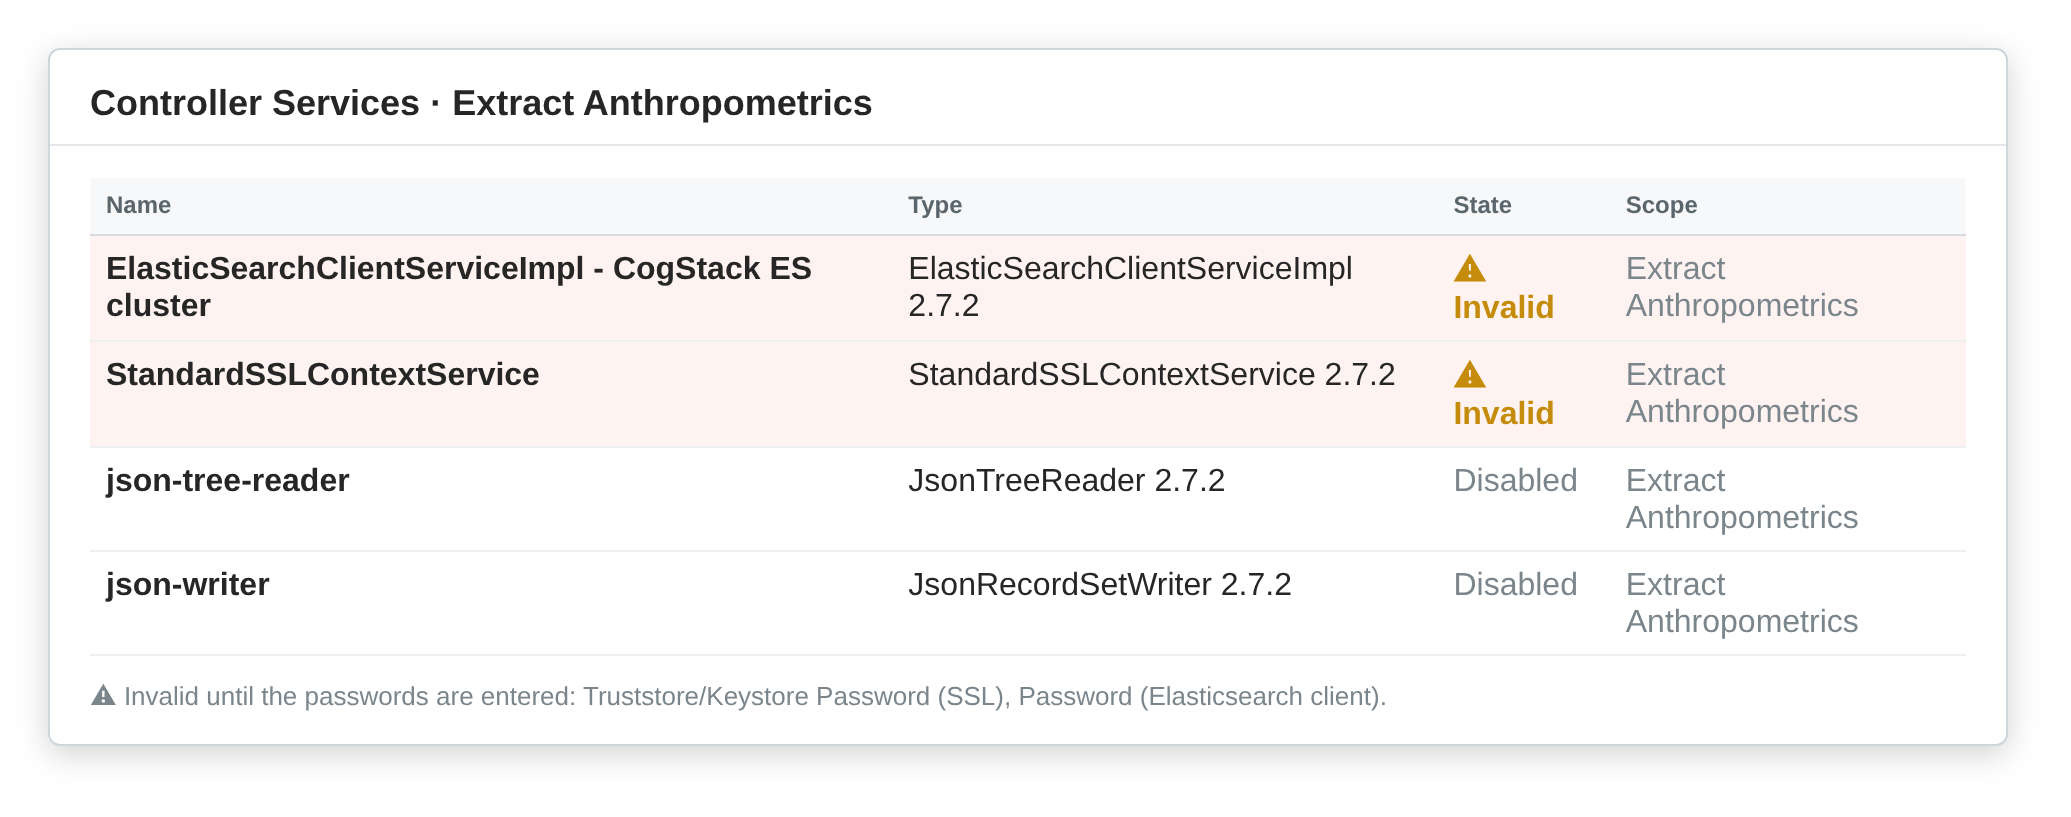 Controller Services · Extract Anthropometrics
Name Type State Scope
ElasticSearchClientServiceImpl - CogStack ES cluster ElasticSearchClientServiceImpl 2.7.2 ⚠ Invalid Extract Anthropometrics
StandardSSLContextService StandardSSLContextService 2.7.2 ⚠ Invalid Extract Anthropometrics
json-tree-reader JsonTreeReader 2.7.2 Disabled Extract Anthropometrics
json-writer JsonRecordSetWriter 2.7.2 Disabled Extract Anthropometrics
⚠ Invalid until the passwords are entered: Truststore/Keystore Password (SSL), Password (Elasticsearch client).